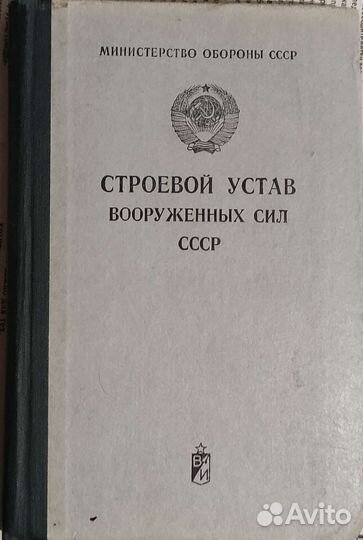 МИНИСТЕРСТВО ОБОРОНЫ СССР
СТРОЕВОЙ УСТАВ
ВООРУЖЕННЫХ СИЛ
СССР
ВИ
Avito